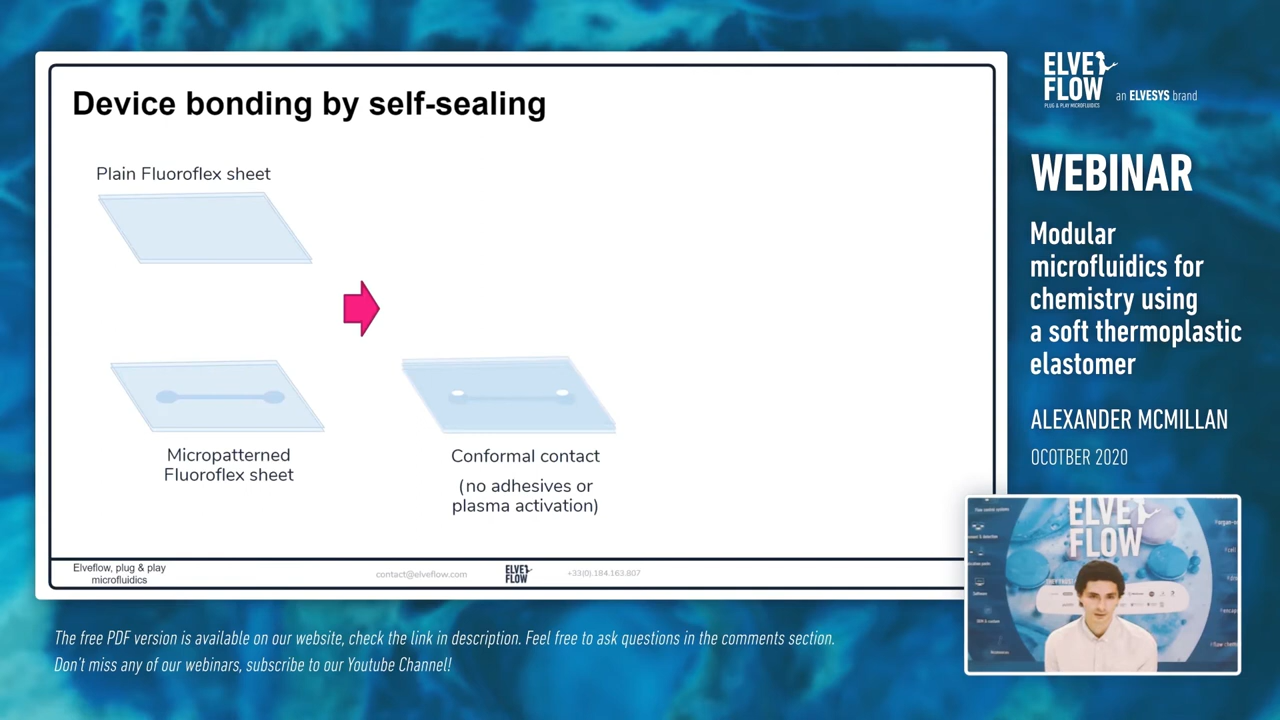 Device bonding by self-sealing
Plain Fluoroflex sheet
Micropatterned
Fluoroflex sheet
Conformal contact
(no adhesives or
plasma activation)
Elveflow, plug & play
microfluidics
contact@elveflow.com
ELVE
FLOW
+33(0).184.163.807
ELVE
FLOW
PLUG & PLAY MICROFLUIDICS
an ELVESYS brand
WEBINAR
Modular
microfluidics for
chemistry using
a soft thermoplastic
elastomer
ALEXANDER MCMILLAN
OCOTBER 2020
ELVE
FLOW
The free PDF version is available on our website, check the link in description. Feel free to ask questions in the comments section.
Don't miss any of our webinars, subscribe to our Youtube Channel!